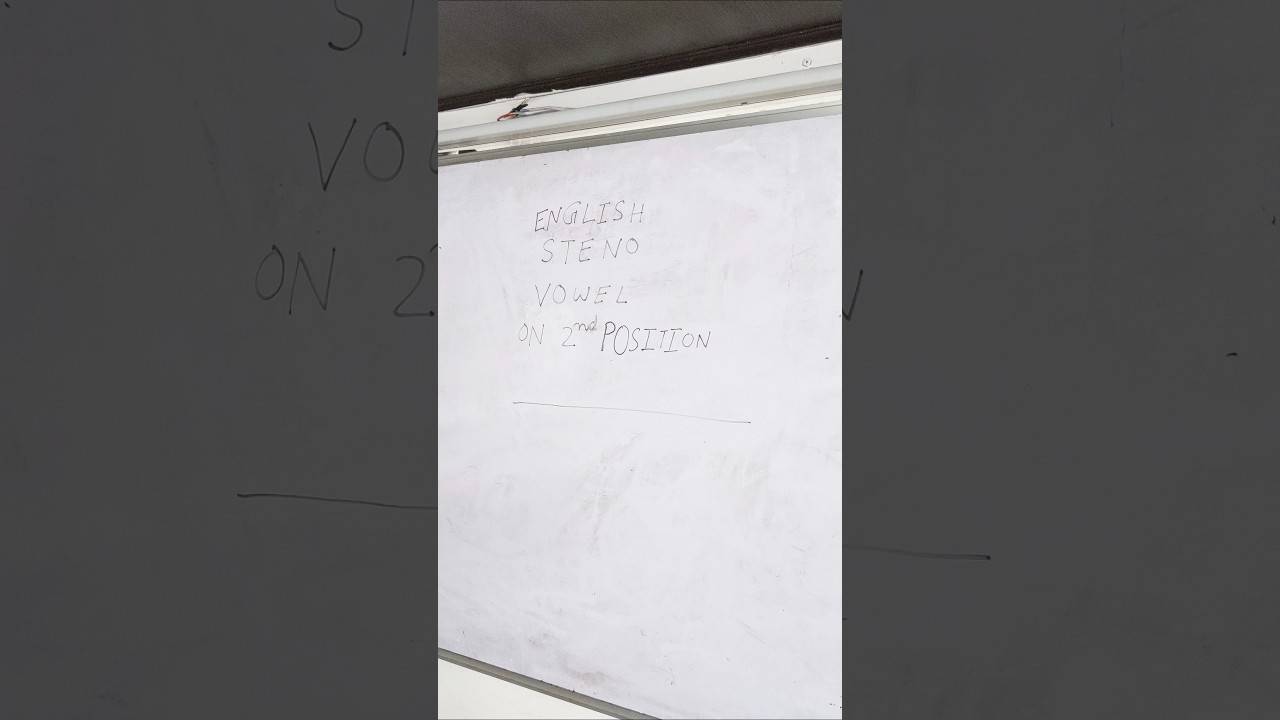 ENGLISH
STENO
VOWEL
ON 2nd POSITION